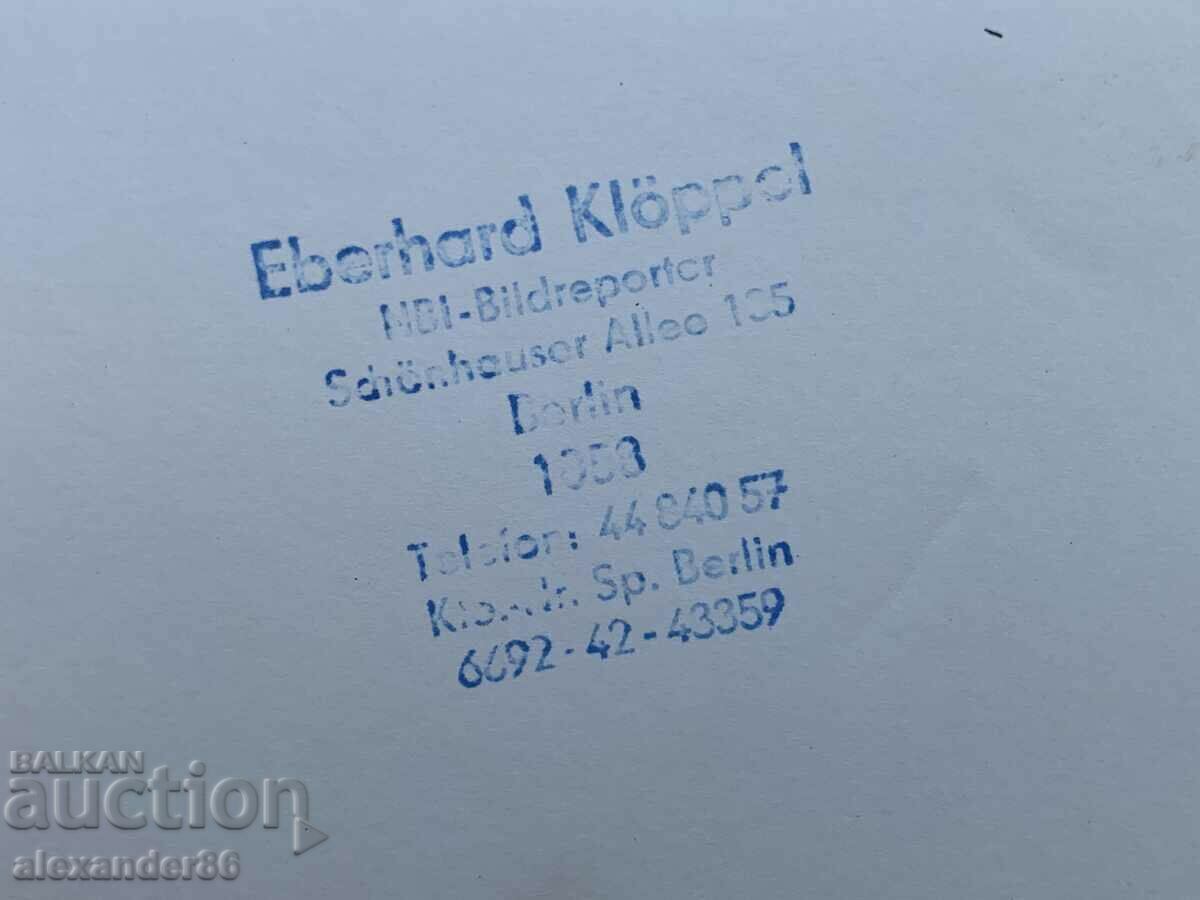 Eberhard Klöppel
NBI-Bildreporter
Schönhauser Allee
Berlin
1058
Telefon: 44 840 57
Sp. Berlin
6692-42-43359
BALKAN
auction
alexander86